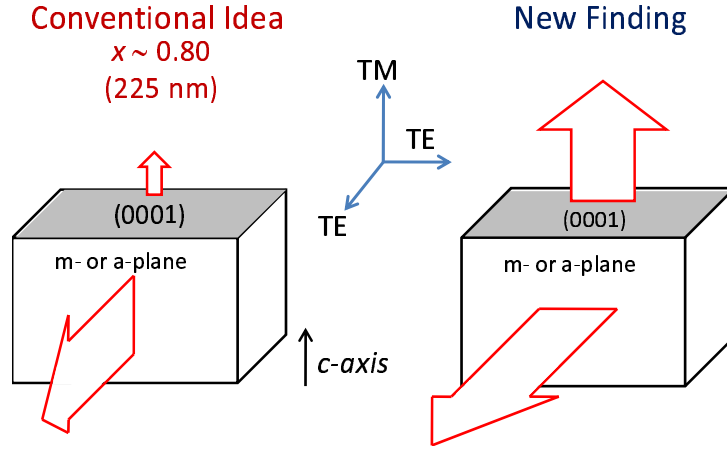 Conventional Idea
x ~ 0.80
(225 nm)
New Finding
TM
TE
TE
(0001)
m- or a-plane
c-axis
(0001)
m- or a-plane